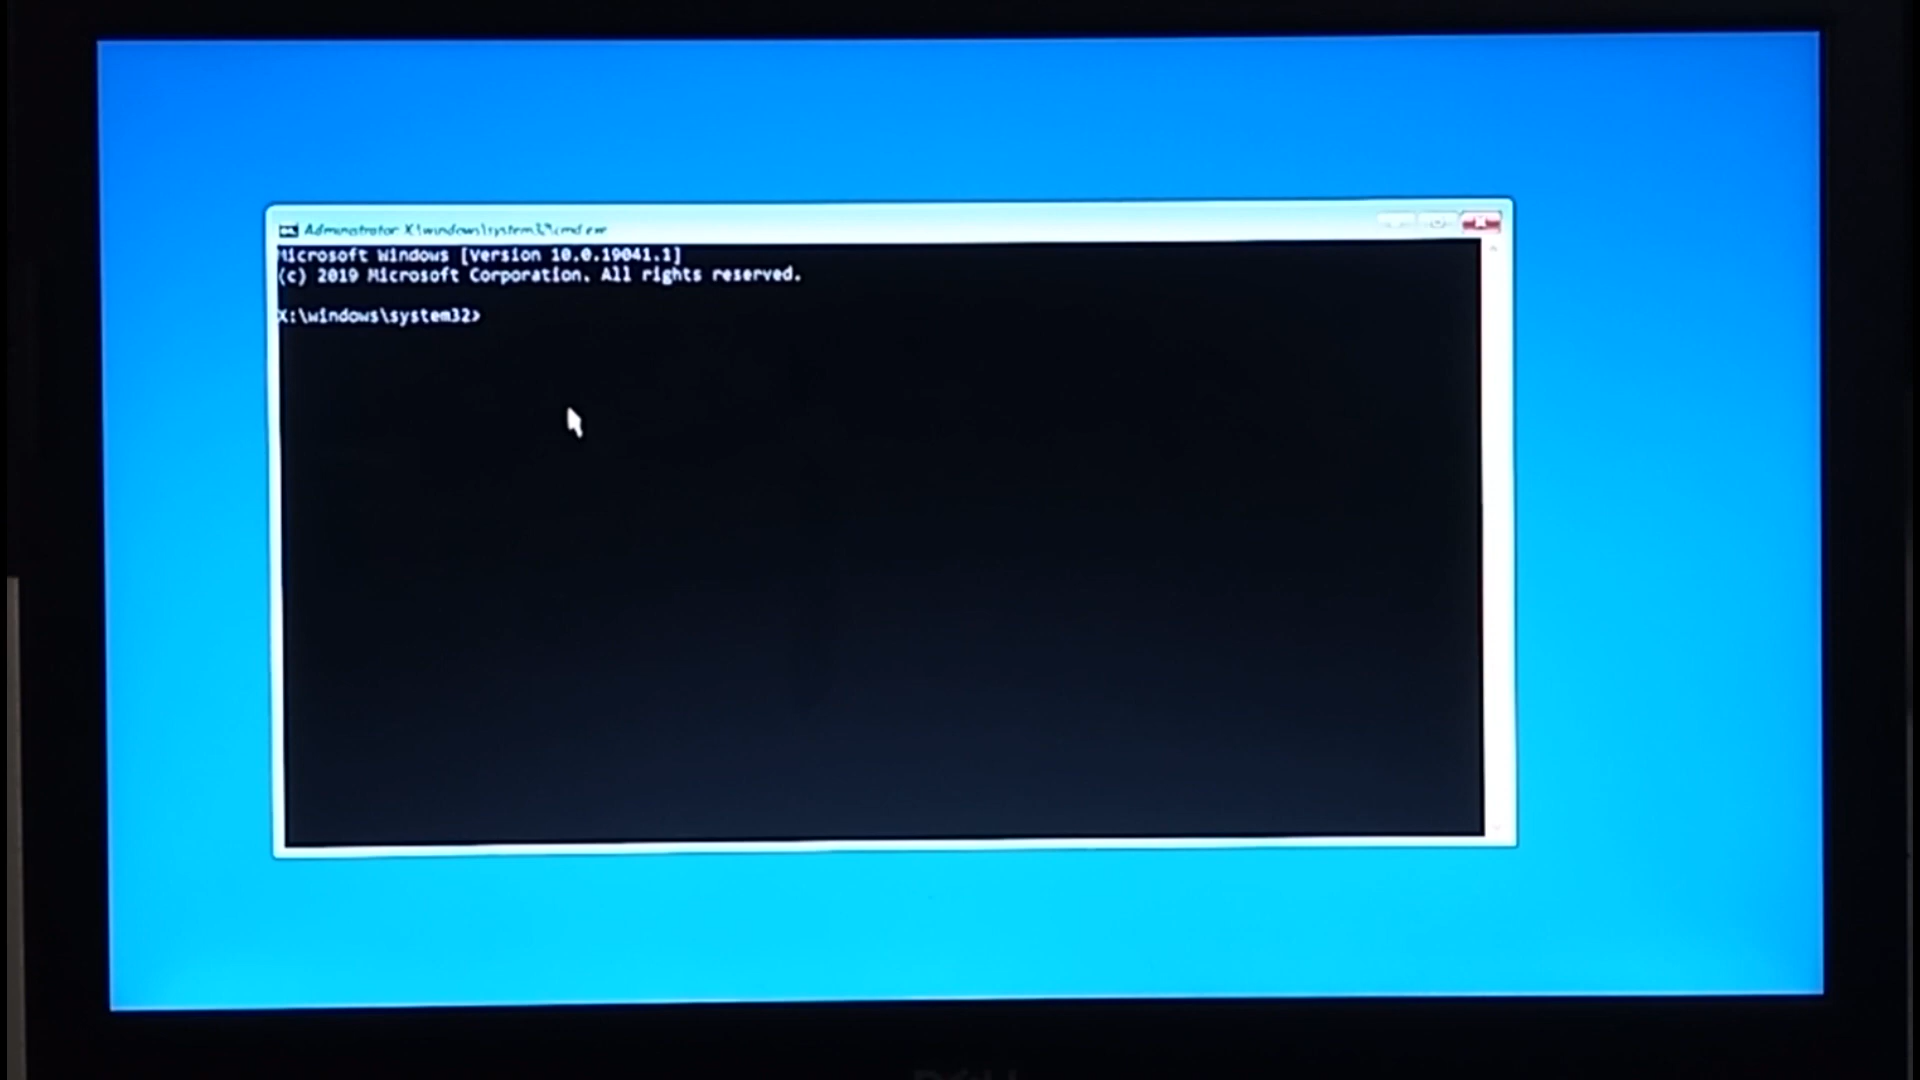 Administrator X:\windows\system32\cmd.exe
Microsoft Windows [Version 10.0.19041.1]
(c) 2019 Microsoft Corporation. All rights reserved.
X:\windows\system32>